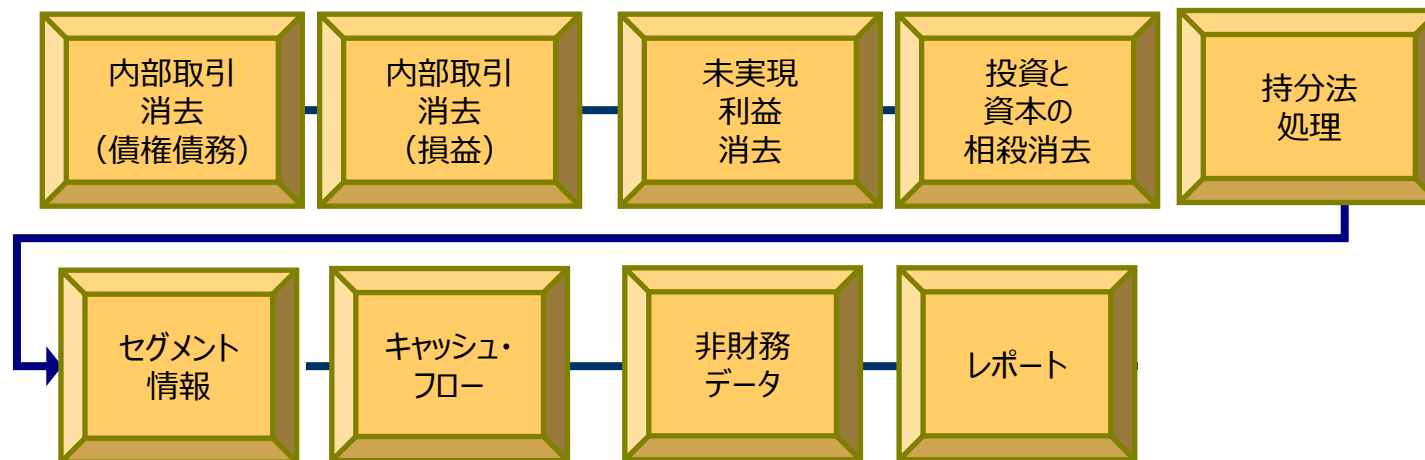 内部取引
消去
（債権債務）
内部取引
消去
（損益）
未実現
利益
消去
投資と
資本の
相殺消去
持分法
処理
セグメント
情報
キャッシュ・
フロー
非財務
データ
レポート